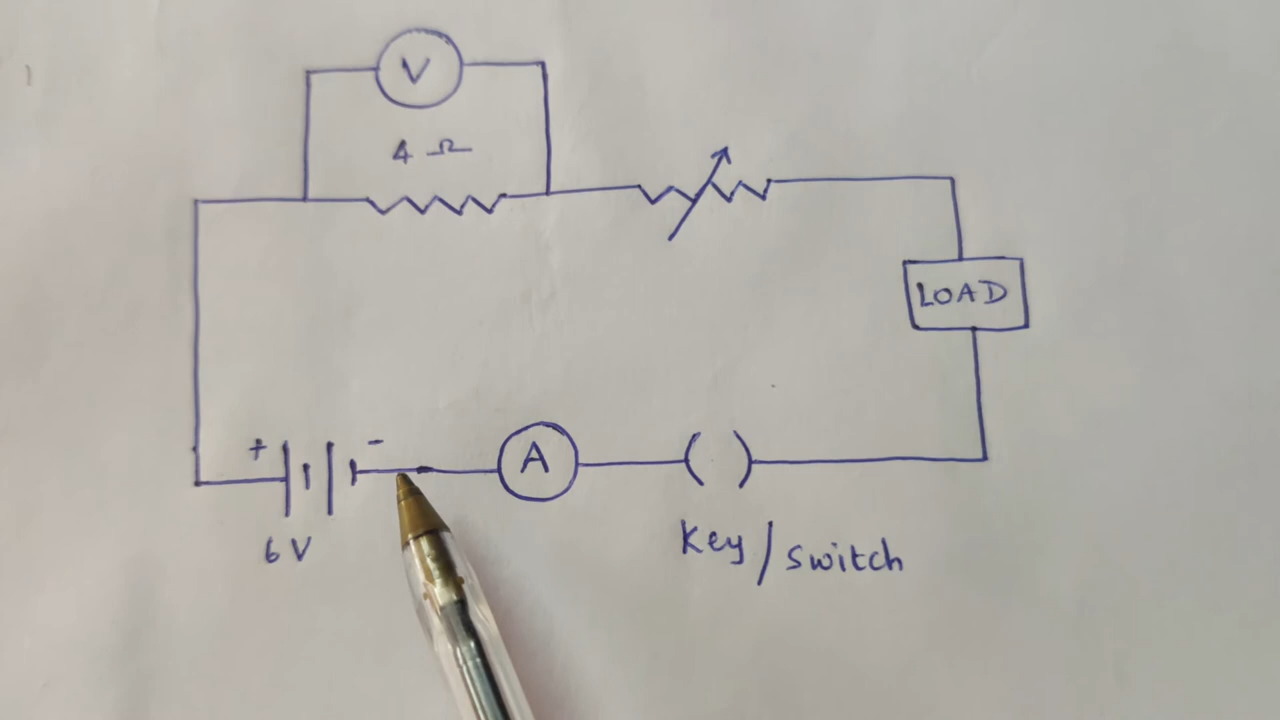 V
4 Ω
LOAD
+ -
A
6 V
Key / Switch